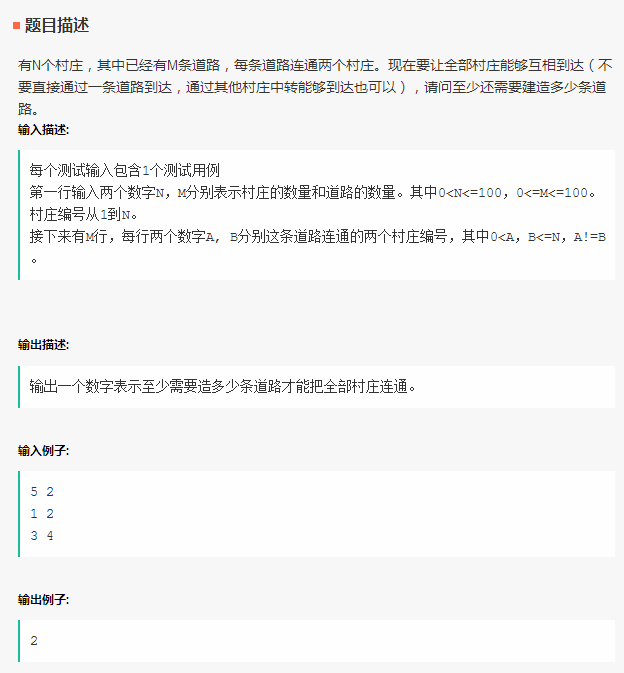 题目描述
有N个村庄，其中已经有M条道路，每条道路连通两个村庄。现在要让全部村庄能够互相到达（不
要直接通过一条道路到达，通过其他村庄中转能够到达也可以），请问至少还需要建造多少条道
路。
输入描述:
每个测试输入包含1个测试用例
第一行输入两个数字N，M分别表示村庄的数量和道路的数量。其中0<N<=100，0<=M<=100。
村庄编号从1到N。
接下来有M行，每行两个数字A, B分别这条道路连通的两个村庄编号，其中0<A，B<=N，A!=B
。
输出描述:
输出一个数字表示至少需要造多少条道路才能把全部村庄连通。
输入例子:
5 2
1 2
3 4
输出例子:
2